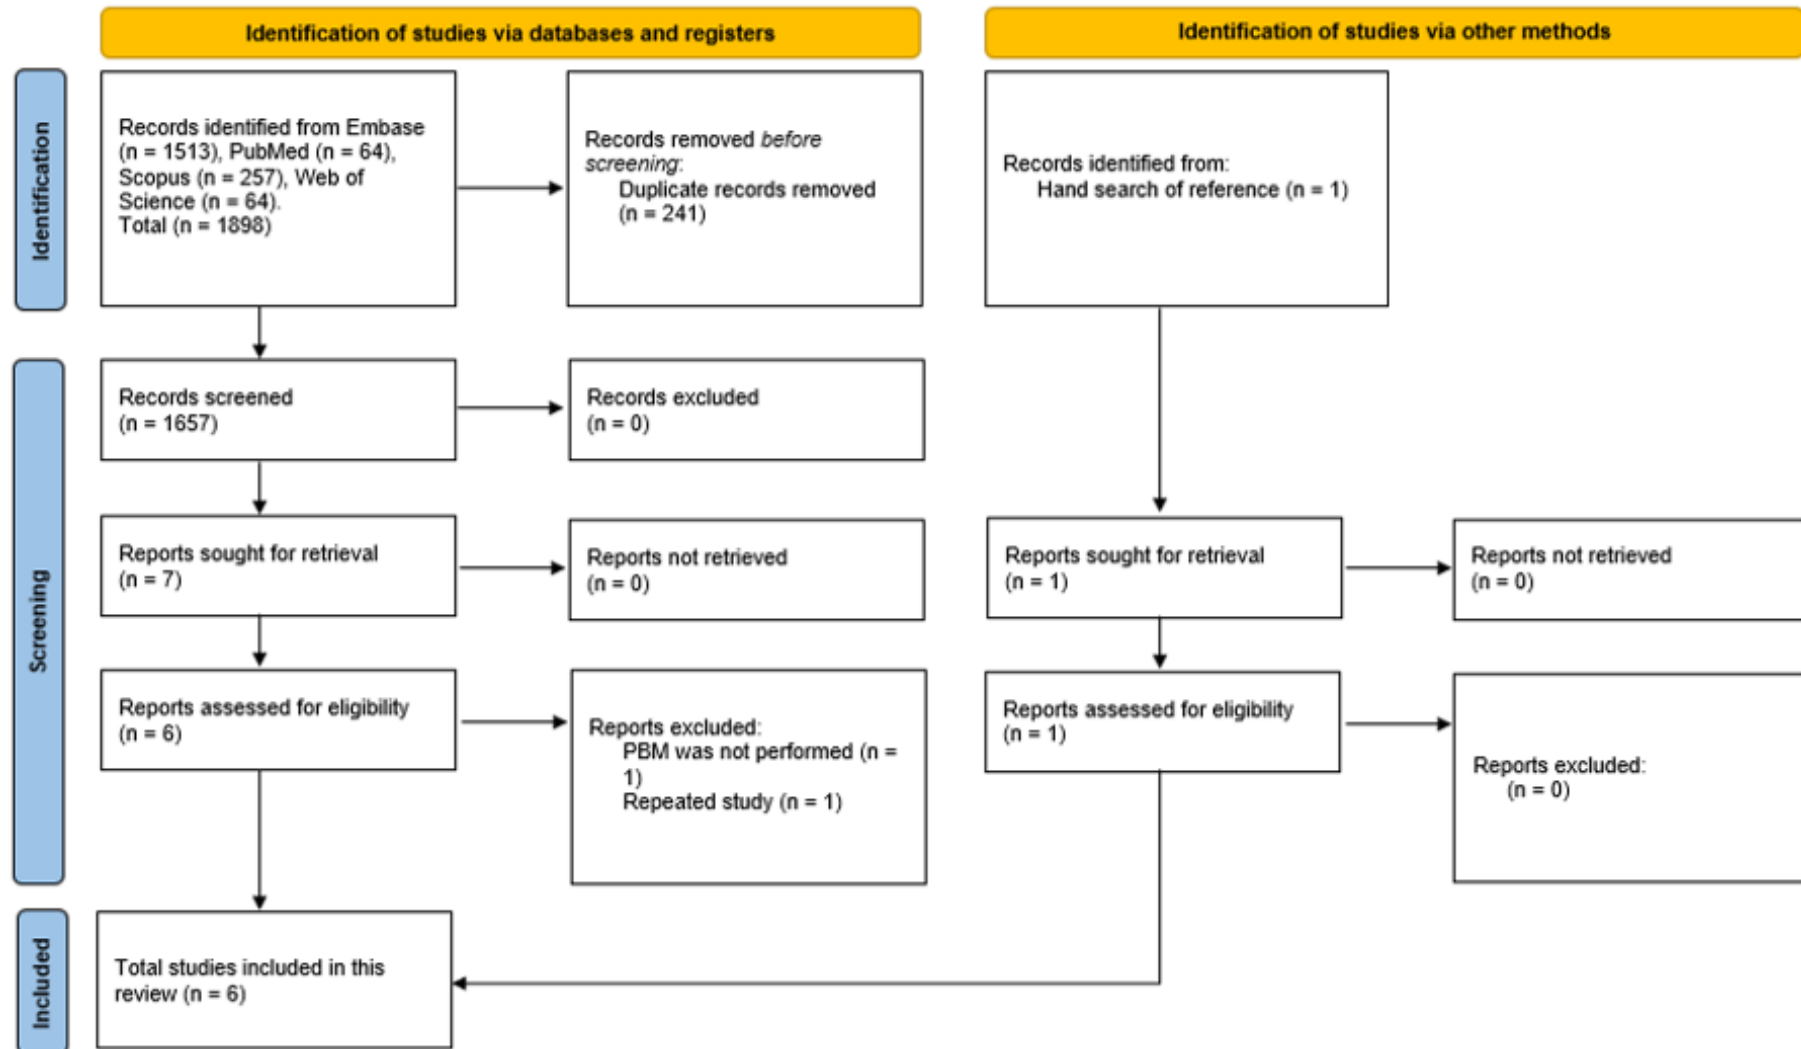 Identification of studies via databases and registers
Identification of studies via other methods
Identification
Records identified from Embase
(n = 1513), PubMed (n = 64),
Scopus (n = 257), Web of
Science (n = 64).
Total (n = 1898)
Records removed before
screening:
Duplicate records removed
(n = 241)
Records identified from:
Hand search of reference (n = 1)
Screening
Records screened
(n = 1657)
Records excluded
(n = 0)
Reports sought for retrieval
(n = 7)
Reports not retrieved
(n = 0)
Reports sought for retrieval
(n = 1)
Reports not retrieved
(n = 0)
Reports assessed for eligibility
(n = 6)
Reports excluded:
PBM was not performed (n =
1)
Repeated study (n = 1)
Reports assessed for eligibility
(n = 1)
Reports excluded:
(n = 0)
Included
Total studies included in this
review (n = 6)